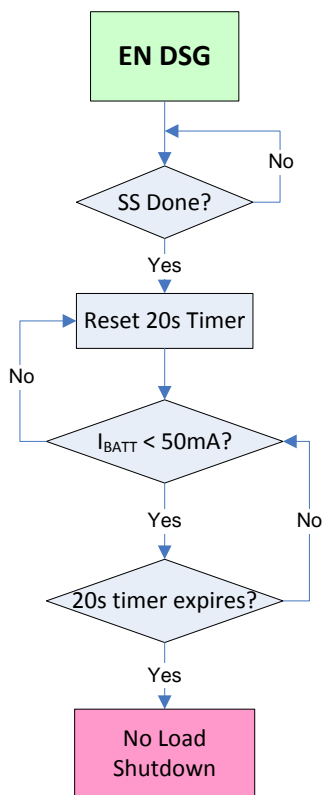 EN DSG
No
SS Done?
Yes
Reset 20s Timer
No
I_BATT < 50mA?
Yes
No
20s timer expires?
Yes
No Load
Shutdown